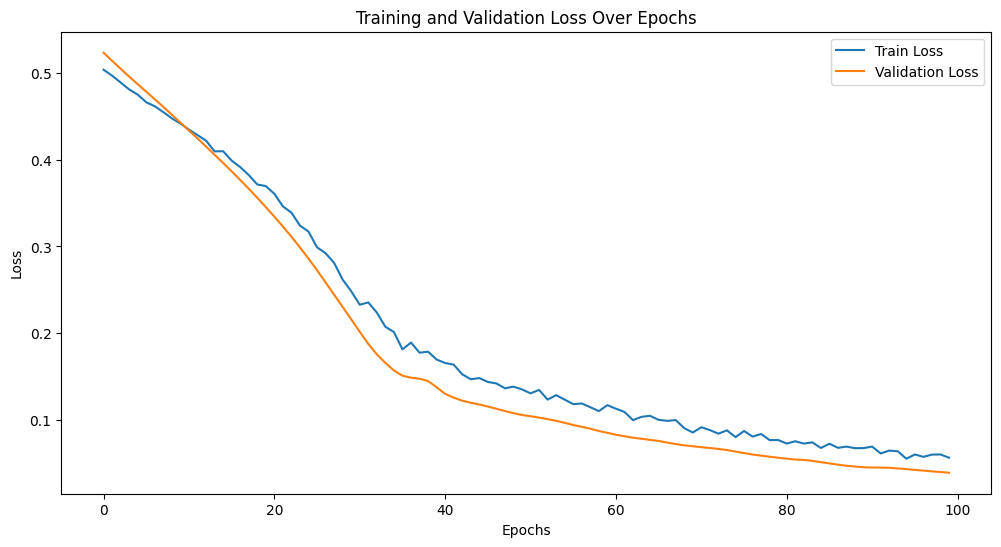 Training and Validation Loss Over Epochs
Train Loss
Validation Loss
Loss
0.5
0.4
0.3
0.2
0.1
0 20 40 60 80 100
Epochs